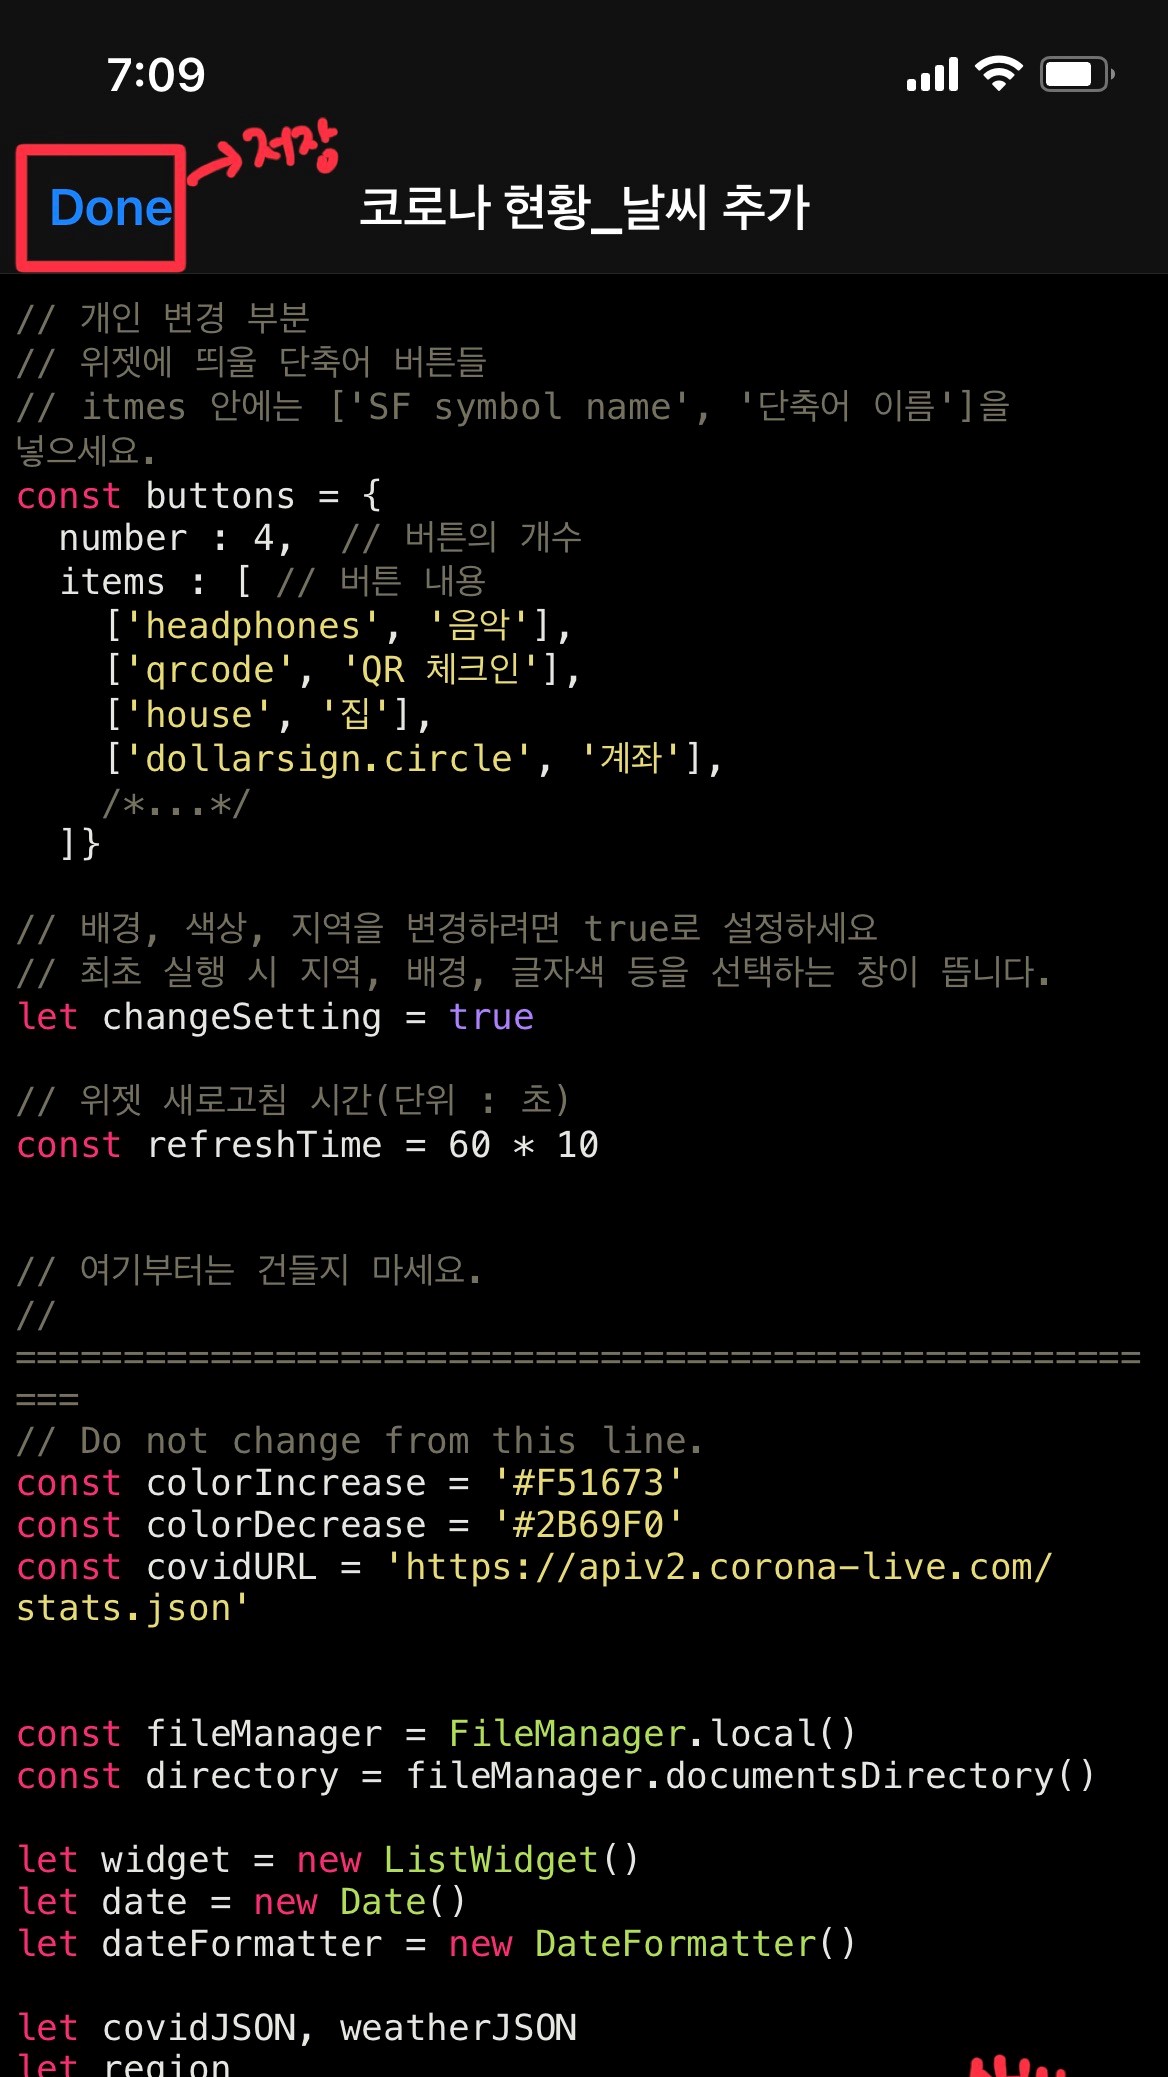 7:09
→저장
Done
코로나 현황_날씨 추가
// 개인 변경 부분
// 위젯에 띄울 단축어 버튼들
// itmes 안에는 ['SF symbol name', '단축어 이름']을
넣으세요.
const buttons = {
  number : 4,  // 버튼의 개수
  items : [ // 버튼 내용
    ['headphones', '음악'],
    ['qrcode', 'QR 체크인'],
    ['house', '집'],
    ['dollarsign.circle', '계좌'],
    /*...*/
  ]}
// 배경, 색상, 지역을 변경하려면 true로 설정하세요
// 최초 실행 시 지역, 배경, 글자색 등을 선택하는 창이 뜹니다.
let changeSetting = true
// 위젯 새로고침 시간(단위 : 초)
const refreshTime = 60 * 10
// 여기부터는 건들지 마세요.
//
====================================================
===
// Do not change from this line.
const colorIncrease = '#F51673'
const colorDecrease = '#2B69F0'
const covidURL = 'https://apiv2.corona-live.com/
stats.json'
const fileManager = FileManager.local()
const directory = fileManager.documentsDirectory()
let widget = new ListWidget()
let date = new Date()
let dateFormatter = new DateFormatter()
let covidJSON, weatherJSON
let region